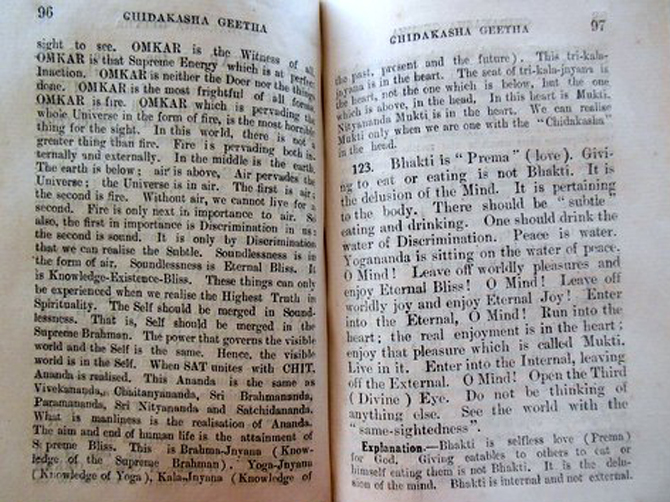 96 CHIDAKASHA GEETHA
sight to see. OMKAR is the Witness of all.
OMKAR is that Supreme Energy which is at perfect
Inaction. OMKAR is neither the Door nor the things
done. OMKAR is the most frightful of all forms.
OMKAR is fire. OMKAR which is pervading the
whole Universe in the form of fire, is the most horrible
thing for the sight. In this world, there is not a
greater thing than fire. Fire is pervading both in-
ternally and externally. In the middle is the earth.
The earth is below; air is above. Air pervades the
Universe; the Universe is in air. The first is air;
the second is fire. Without air, we cannot live for a
second. Fire is only next in importance to air. So
also, the first in importance is Discrimination in us:
the second is sound. It is only by Discrimination
that we can realise the Subtle. Soundlessness is in
the form of air. Soundlessness is Eternal Bliss. It
is Knowledge-Existence-Bliss. These things can only
be experienced when we realise the Highest Truth in
Spirituality. The Self should be merged in Sound-
lessness. That is, Self should be merged in the
Supreme Brahman. The power that governs the visible
world and the Self is the same. Hence, the visible
world is in the Self. When SAT unites with CHIT,
Ananda is realised. This Ananda is the same as
Vivekananda, Chaitanyananda, Sri Brahmananda,
Paramananda, Sri Nityananda and Satchidananda.
What is manliness is the realisation of Ananda.
The aim and end of human life is the attainment of
Supreme Bliss. This is Brahma-Jnyana (Know-
ledge of the Supreme Brahman). Yoga-Jnyana
(Knowledge of Yoga), Kala-Jnyana (Knowledge of
CHIDAKASHA GEETHA 97
the past, present and the future). This tri-kala-
jnyana is in the heart. The seat of tri-kala-jnyana is
the heart, not the one which is below, but the one
which is above, in the head. In this heart is Mukti.
Nityananda Mukti is in the heart. We can realise
Mukti only when we are one with the "Chidakasha"
in the head.
123. Bhakti is "Prema" (love). Givi-
ng to eat or eating is not Bhakti. It is
the delusion of the Mind. It is pertaining
to the body. There should be "subtle"
eating and drinking. One should drink the
water of Discrimination. Peace is water.
Yogananda is sitting on the water of peace.
O Mind! Leave off worldly pleasures and
enjoy Eternal Bliss! O Mind! Leave off
worldly joy and enjoy Eternal Joy! Enter
into the Eternal, O Mind! Run into the
heart; the real enjoyment is in the heart;
enjoy that pleasure which is called Mukti.
Live in it. Enter into the Internal, leaving
off the External. O Mind! Open the Third
(Divine) Eye. Do not be thinking of
anything else. See the world with the
"same-sightedness".
Explanation.—Bhakti is selfless love (Prema)
for God. Giving eatables to others to eat or
himself eating them is not Bhakti. It is the delu-
sion of the mind. Bhakti is internal and not external.